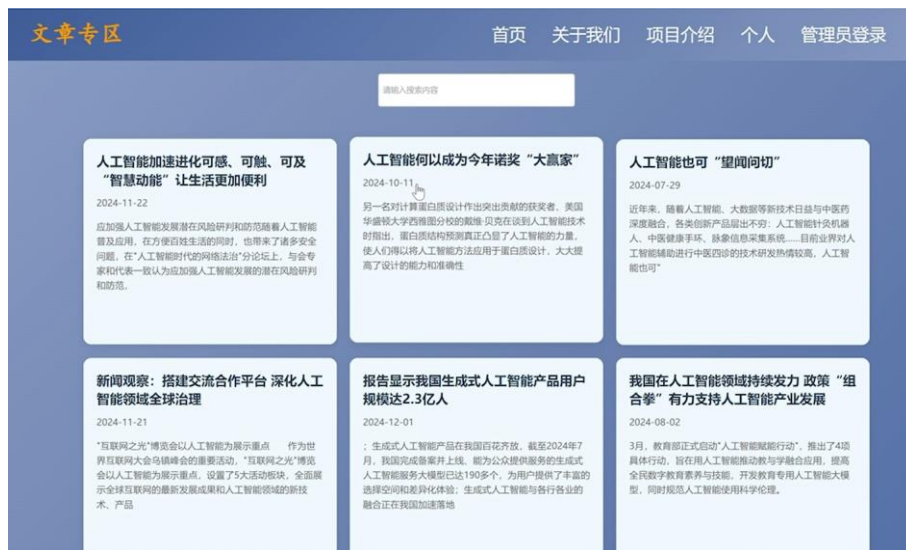 文章专区
首页 关于我们 项目介绍 个人 管理员登录
请输入搜索内容
人工智能加速进化可感、可触、可及
“智慧动能”让生活更加便利
2024-11-22
应加强人工智能发展潜在风险研判和防范随着人工智能
普及应用，在方便百姓生活的同时，也带来了诸多安全
问题，在"人工智能时代的网络法治"分论坛上，与会专
家和代表一致认为应加强人工智能发展的潜在风险研判
和防范。
人工智能何以成为今年诺奖“大赢家”
2024-10-11
另一名对计算蛋白质设计作出突出贡献的获奖者、美国
华盛顿大学西雅图分校的戴维·贝克在谈到人工智能技术
时指出，蛋白质结构预测真正凸显了人工智能的力量，
使人们得以将人工智能方法应用于蛋白质设计，大大提
高了设计的能力和准确性
人工智能也可“望闻问切”
2024-07-29
近年来，随着人工智能、大数据等新技术日益与中医药
深度融合，各类创新产品层出不穷：人工智能针灸机器
人、中医健康手环、脉象信息采集系统……目前业界对人
工智能辅助进行中医四诊的技术研发热情较高，人工智
能也可"
新闻观察：搭建交流合作平台 深化人工
智能领域全球治理
2024-11-21
"互联网之光"博览会以人工智能为展示重点 作为世
界互联网大会乌镇峰会的重要活动，"互联网之光"博览
会以人工智能为展示重点，设置了5大活动板块，全面展
示全球互联网的最新发展成果和人工智能领域的新技
术、产品
报告显示我国生成式人工智能产品用户
规模达2.3亿人
2024-12-01
；生成式人工智能产品在我国百花齐放，截至2024年7
月，我国完成备案并上线、能为公众提供服务的生成式
人工智能服务大模型已达190多个，为用户提供了丰富的
选择空间和差异化体验；生成式人工智能与各行各业的
融合正在我国加速落地
我国在人工智能领域持续发力 政策“组
合拳”有力支持人工智能产业发展
2024-08-02
3月，教育部正式启动"人工智能赋能行动"，推出了4项
具体行动，旨在用人工智能推动教与学融合应用，提高
全民数字教育素养与技能，开发教育专用人工智能大模
型，同时规范人工智能使用科学伦理。